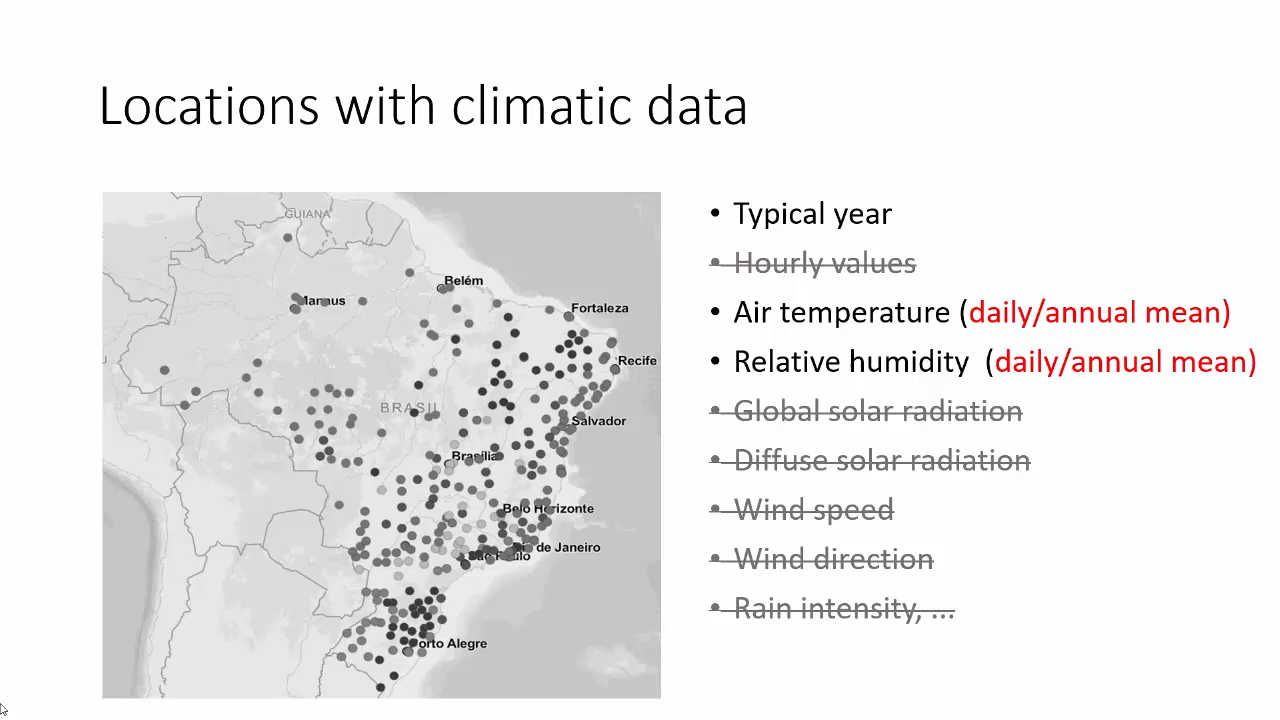 Locations with climatic data
GUIANA
Belém
Manaus
Fortaleza
Recife
BRASIL
Salvador
Brasília
Belo Horizonte
de Janeiro
São Paulo
Porto Alegre
• Typical year
• Hourly values
• Air temperature (daily/annual mean)
• Relative humidity (daily/annual mean)
• Global solar radiation
• Diffuse solar radiation
• Wind speed
• Wind direction
• Rain intensity, ...